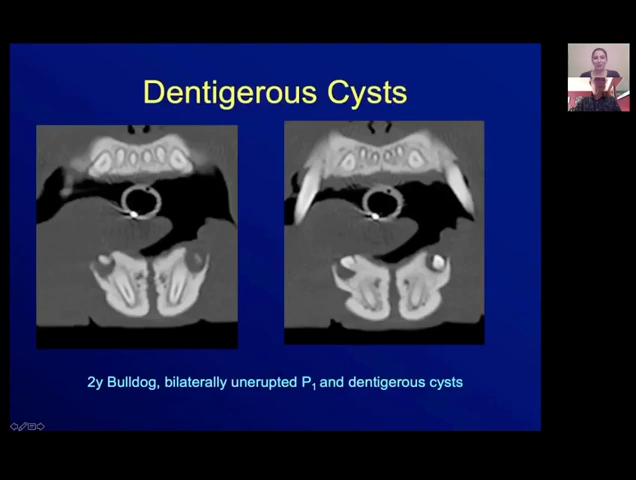 Dentigerous Cysts
2y Bulldog, bilaterally unerupted P1 and dentigerous cysts